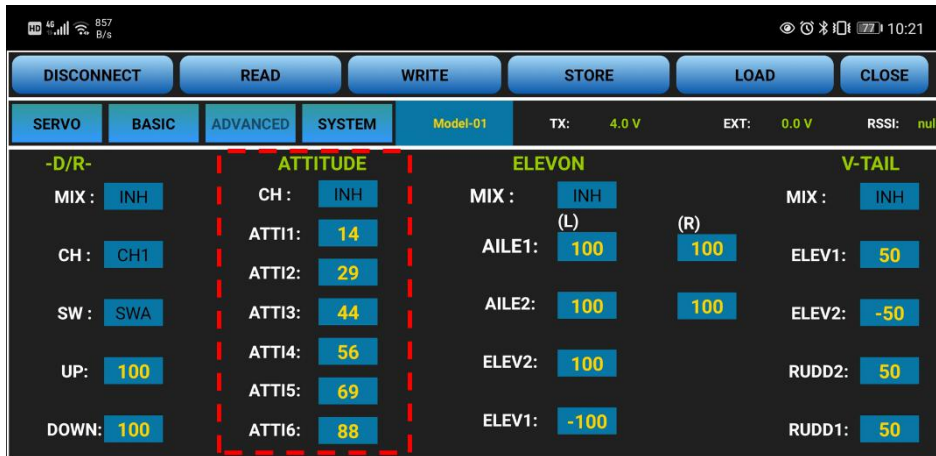 HD 4G 857 B/s 77 10:21
DISCONNECT READ WRITE STORE LOAD CLOSE
SERVO BASIC ADVANCED SYSTEM Model-01 TX: 4.0 V EXT: 0.0 V RSSI: nul
-D/R- ATTITUDE ELEVON V-TAIL
MIX : INH CH : INH MIX : INH MIX : INH
(L) (R)
CH : CH1 ATTI1: 14 AILE1: 100 100 ELEV1: 50
ATTI2: 29
SW : SWA ATTI3: 44 AILE2: 100 100 ELEV2: -50
UP: 100 ATTI4: 56 ELEV2: 100 RUDD2: 50
ATTI5: 69
DOWN: 100 ATTI6: 88 ELEV1: -100 RUDD1: 50